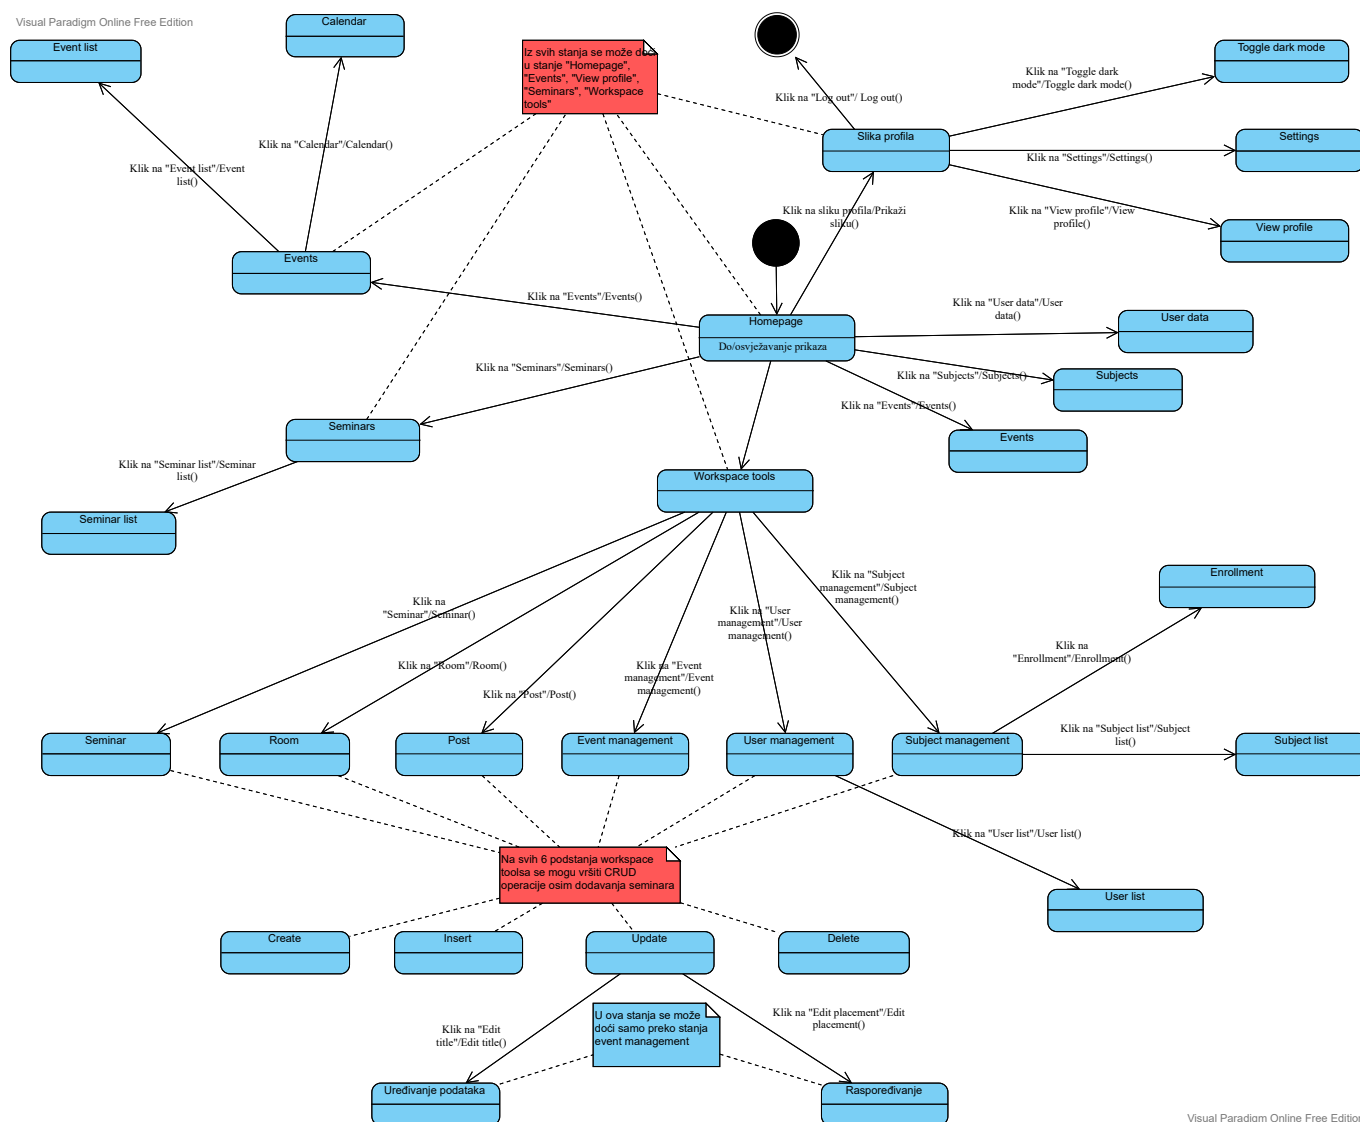 Visual Paradigm Online Free Edition
Calendar
Event list
Iz svih stanja se može doći
u stanje "Homepage",
"Events", "View profile",
"Seminars", "Workspace
tools"
Toggle dark mode
Klik na "Toggle dark
mode"/Toggle dark mode()
Klik na "Log out"/ Log out()
Slika profila
Settings
Klik na "Calendar"/Calendar()
Klik na "Settings"/Settings()
Klik na "Event list"/Event
list()
Klik na sliku profila/Prikaži
sliku()
Klik na "View profile"/View
profile()
View profile
Events
Klik na "Events"/Events()
Klik na "User data"/User
data()
User data
Homepage
Do/osvježavanje prikaza
Klik na "Seminars"/Seminars()
Klik na "Subjects"/Subjects()
Subjects
Klik na "Events"/Events()
Seminars
Events
Klik na "Seminar list"/Seminar
list()
Workspace tools
Seminar list
Klik na "Subject
management"/Subject
management()
Enrollment
Klik na
"Seminar"/Seminar()
Klik na "User
management"/User
management()
Klik na
"Enrollment"/Enrollment()
Klik na "Room"/Room()
Klik na "Event
management"/Event
management()
Klik na "Post"/Post()
Klik na "Subject list"/Subject
list()
Seminar
Room
Post
Event management
User management
Subject management
Subject list
Klik na "User list"/User list()
Na svih 6 podstanja workspace
toolsa se mogu vršiti CRUD
operacije osim dodavanja seminara
User list
Create
Insert
Update
Delete
U ova stanja se može
doći samo preko stanja
event management
Klik na "Edit placement"/Edit
placement()
Klik na "Edit
title"/Edit title()
Uređivanje podataka
Raspoređivanje
Visual Paradigm Online Free Edition